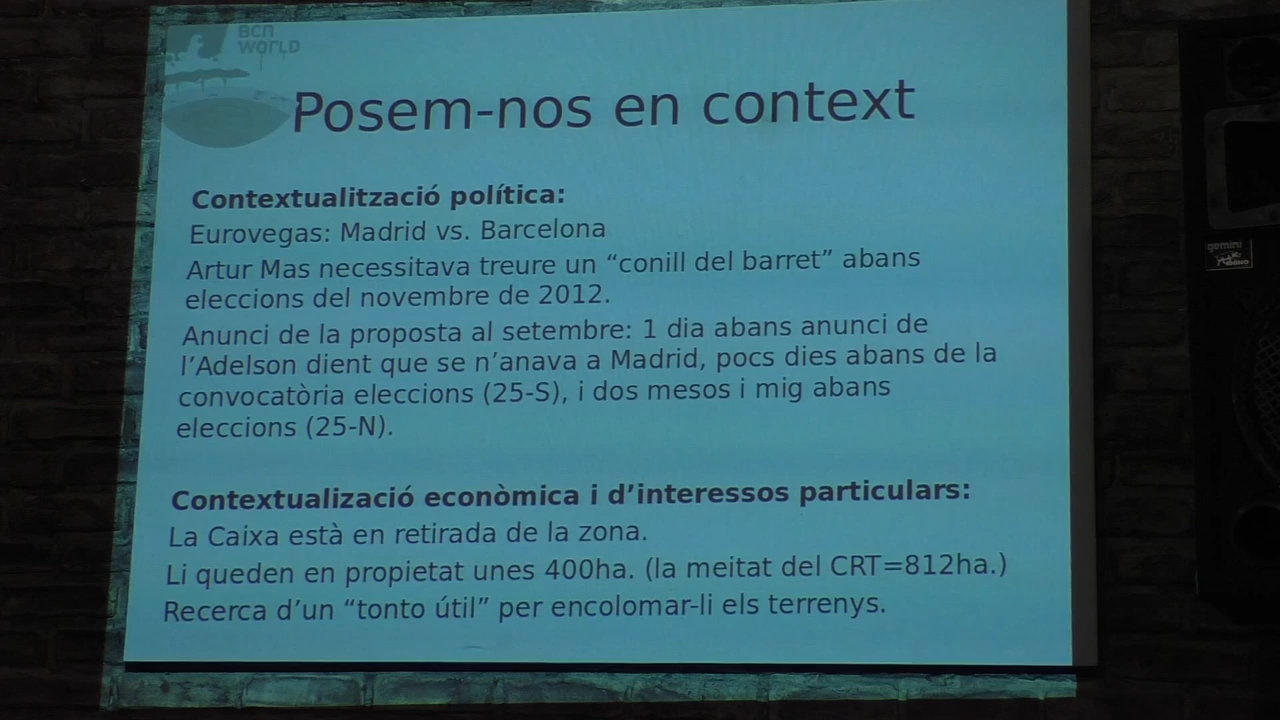 BCN
WORLD
Posem-nos en context
Contextualització política:
Eurovegas: Madrid vs. Barcelona
Artur Mas necessitava treure un “conill del barret” abans
eleccions del novembre de 2012.
Anunci de la proposta al setembre: 1 dia abans anunci de
l’Adelson dient que se n’anava a Madrid, pocs dies abans de la
convocatòria eleccions (25-S), i dos mesos i mig abans
eleccions (25-N).
Contextualizació econòmica i d’interessos particulars:
La Caixa està en retirada de la zona.
Li queden en propietat unes 400ha. (la meitat del CRT=812ha.)
Recerca d’un “tonto útil” per encolomar-li els terrenys.
gemini